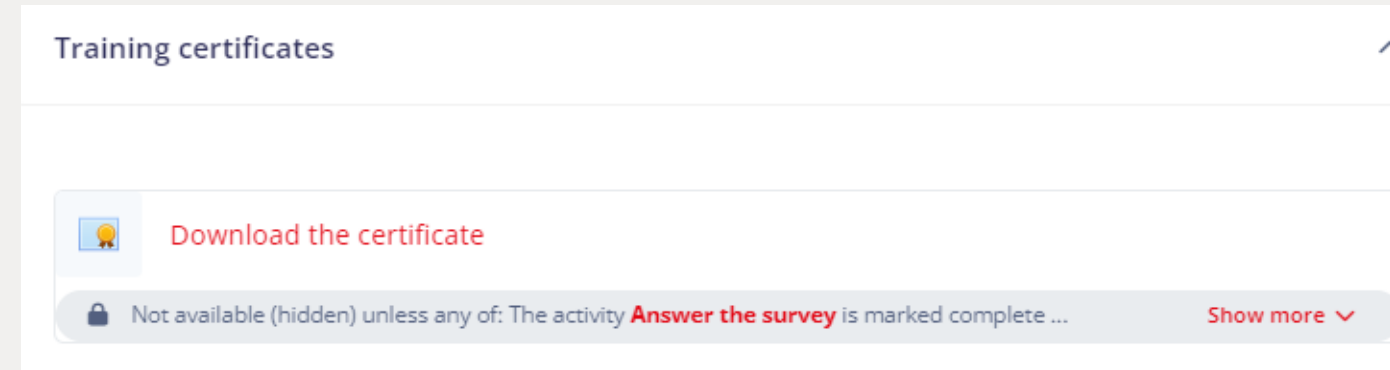 Training certificates
Download the certificate
Not available (hidden) unless any of: The activity Answer the survey is marked complete ... Show more